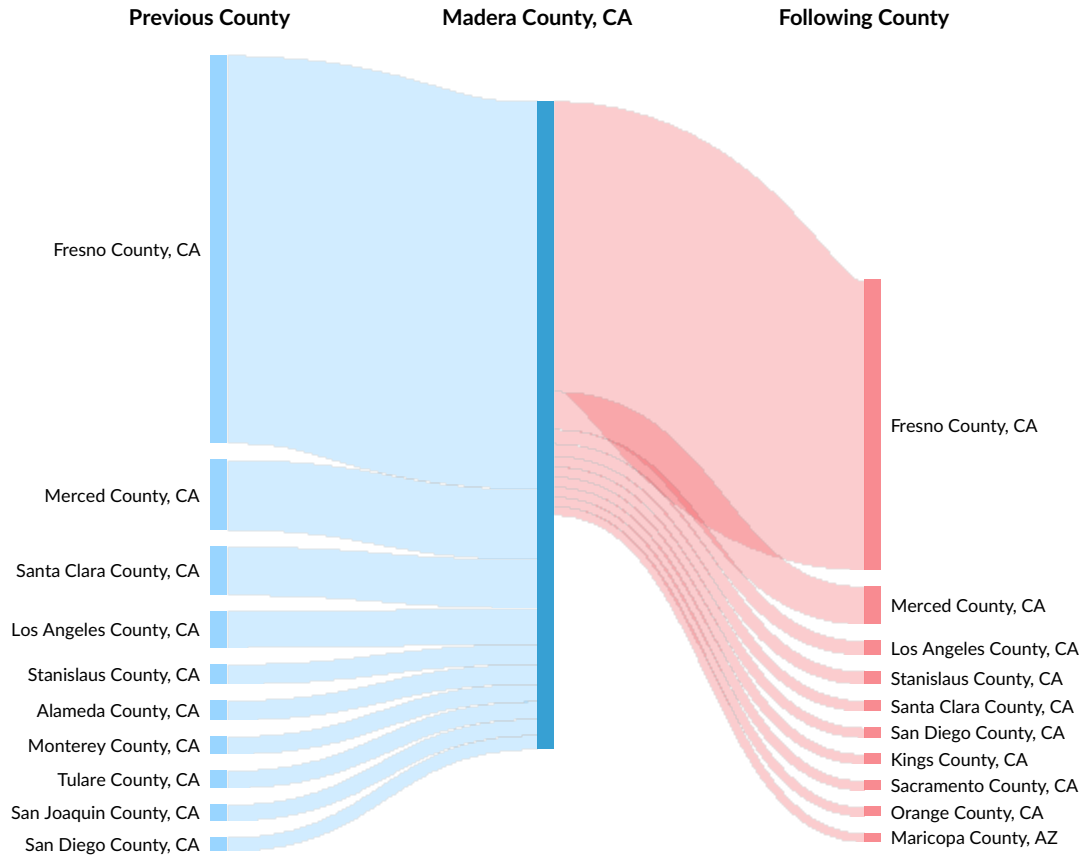 Previous County
Madera County, CA
Following County
Fresno County, CA
Merced County, CA
Santa Clara County, CA
Los Angeles County, CA
Stanislaus County, CA
Alameda County, CA
Monterey County, CA
Tulare County, CA
San Joaquin County, CA
San Diego County, CA
Fresno County, CA
Merced County, CA
Los Angeles County, CA
Stanislaus County, CA
Santa Clara County, CA
San Diego County, CA
Kings County, CA
Sacramento County, CA
Orange County, CA
Maricopa County, AZ